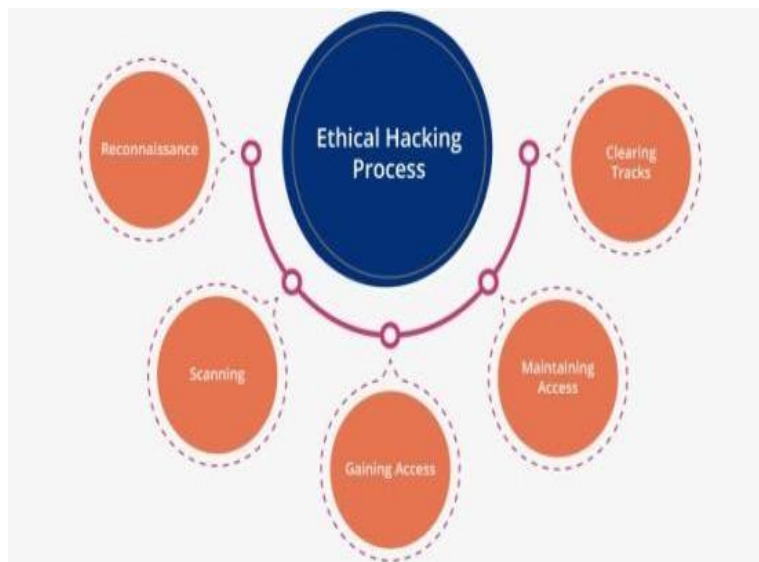 Ethical Hacking
Process
Reconnaissance
Scanning
Gaining Access
Maintaining
Access
Clearing
Tracks